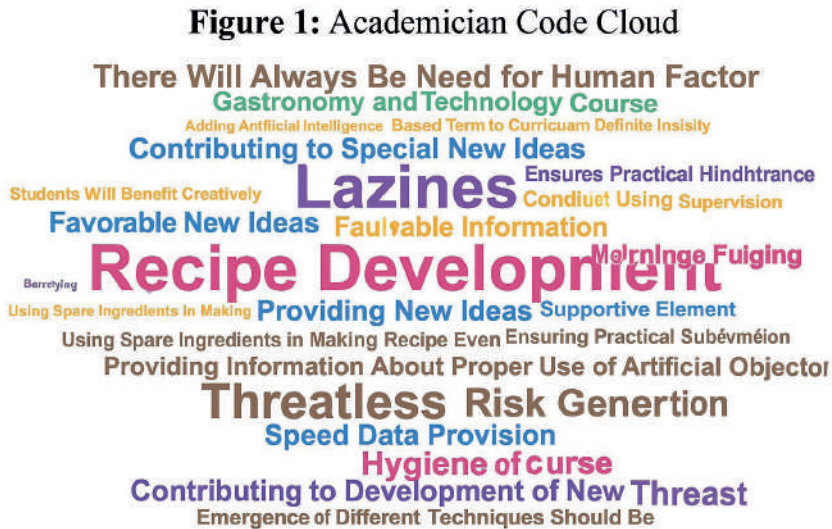 Figure 1: Academician Code Cloud
There Will Always Be Need for Human Factor
Gastronomy and Technology Course
Adding Antfiicial Intelligence Based Term to Curricuam Definite Insisity
Contributing to Special New Ideas
Lazines Ensures Practical Hindhtrance
Students Will Benefit Creatively Condiuet Using Supervision
Favorable New Ideas Information
Recipe Development Fuiging
Using Spare Ingredients In Making Providing New Ideas Supportive Element
Using Spare Ingredients in Making Recipe Even Ensuring Practical Subévméion
Providing Information About Proper Use of Artificial Objector
Threatless Risk Genertion
Speed Data Provision
Hygiene of curse
Contributing to Development of New Threast
Emergence of Different Techniques Should Be